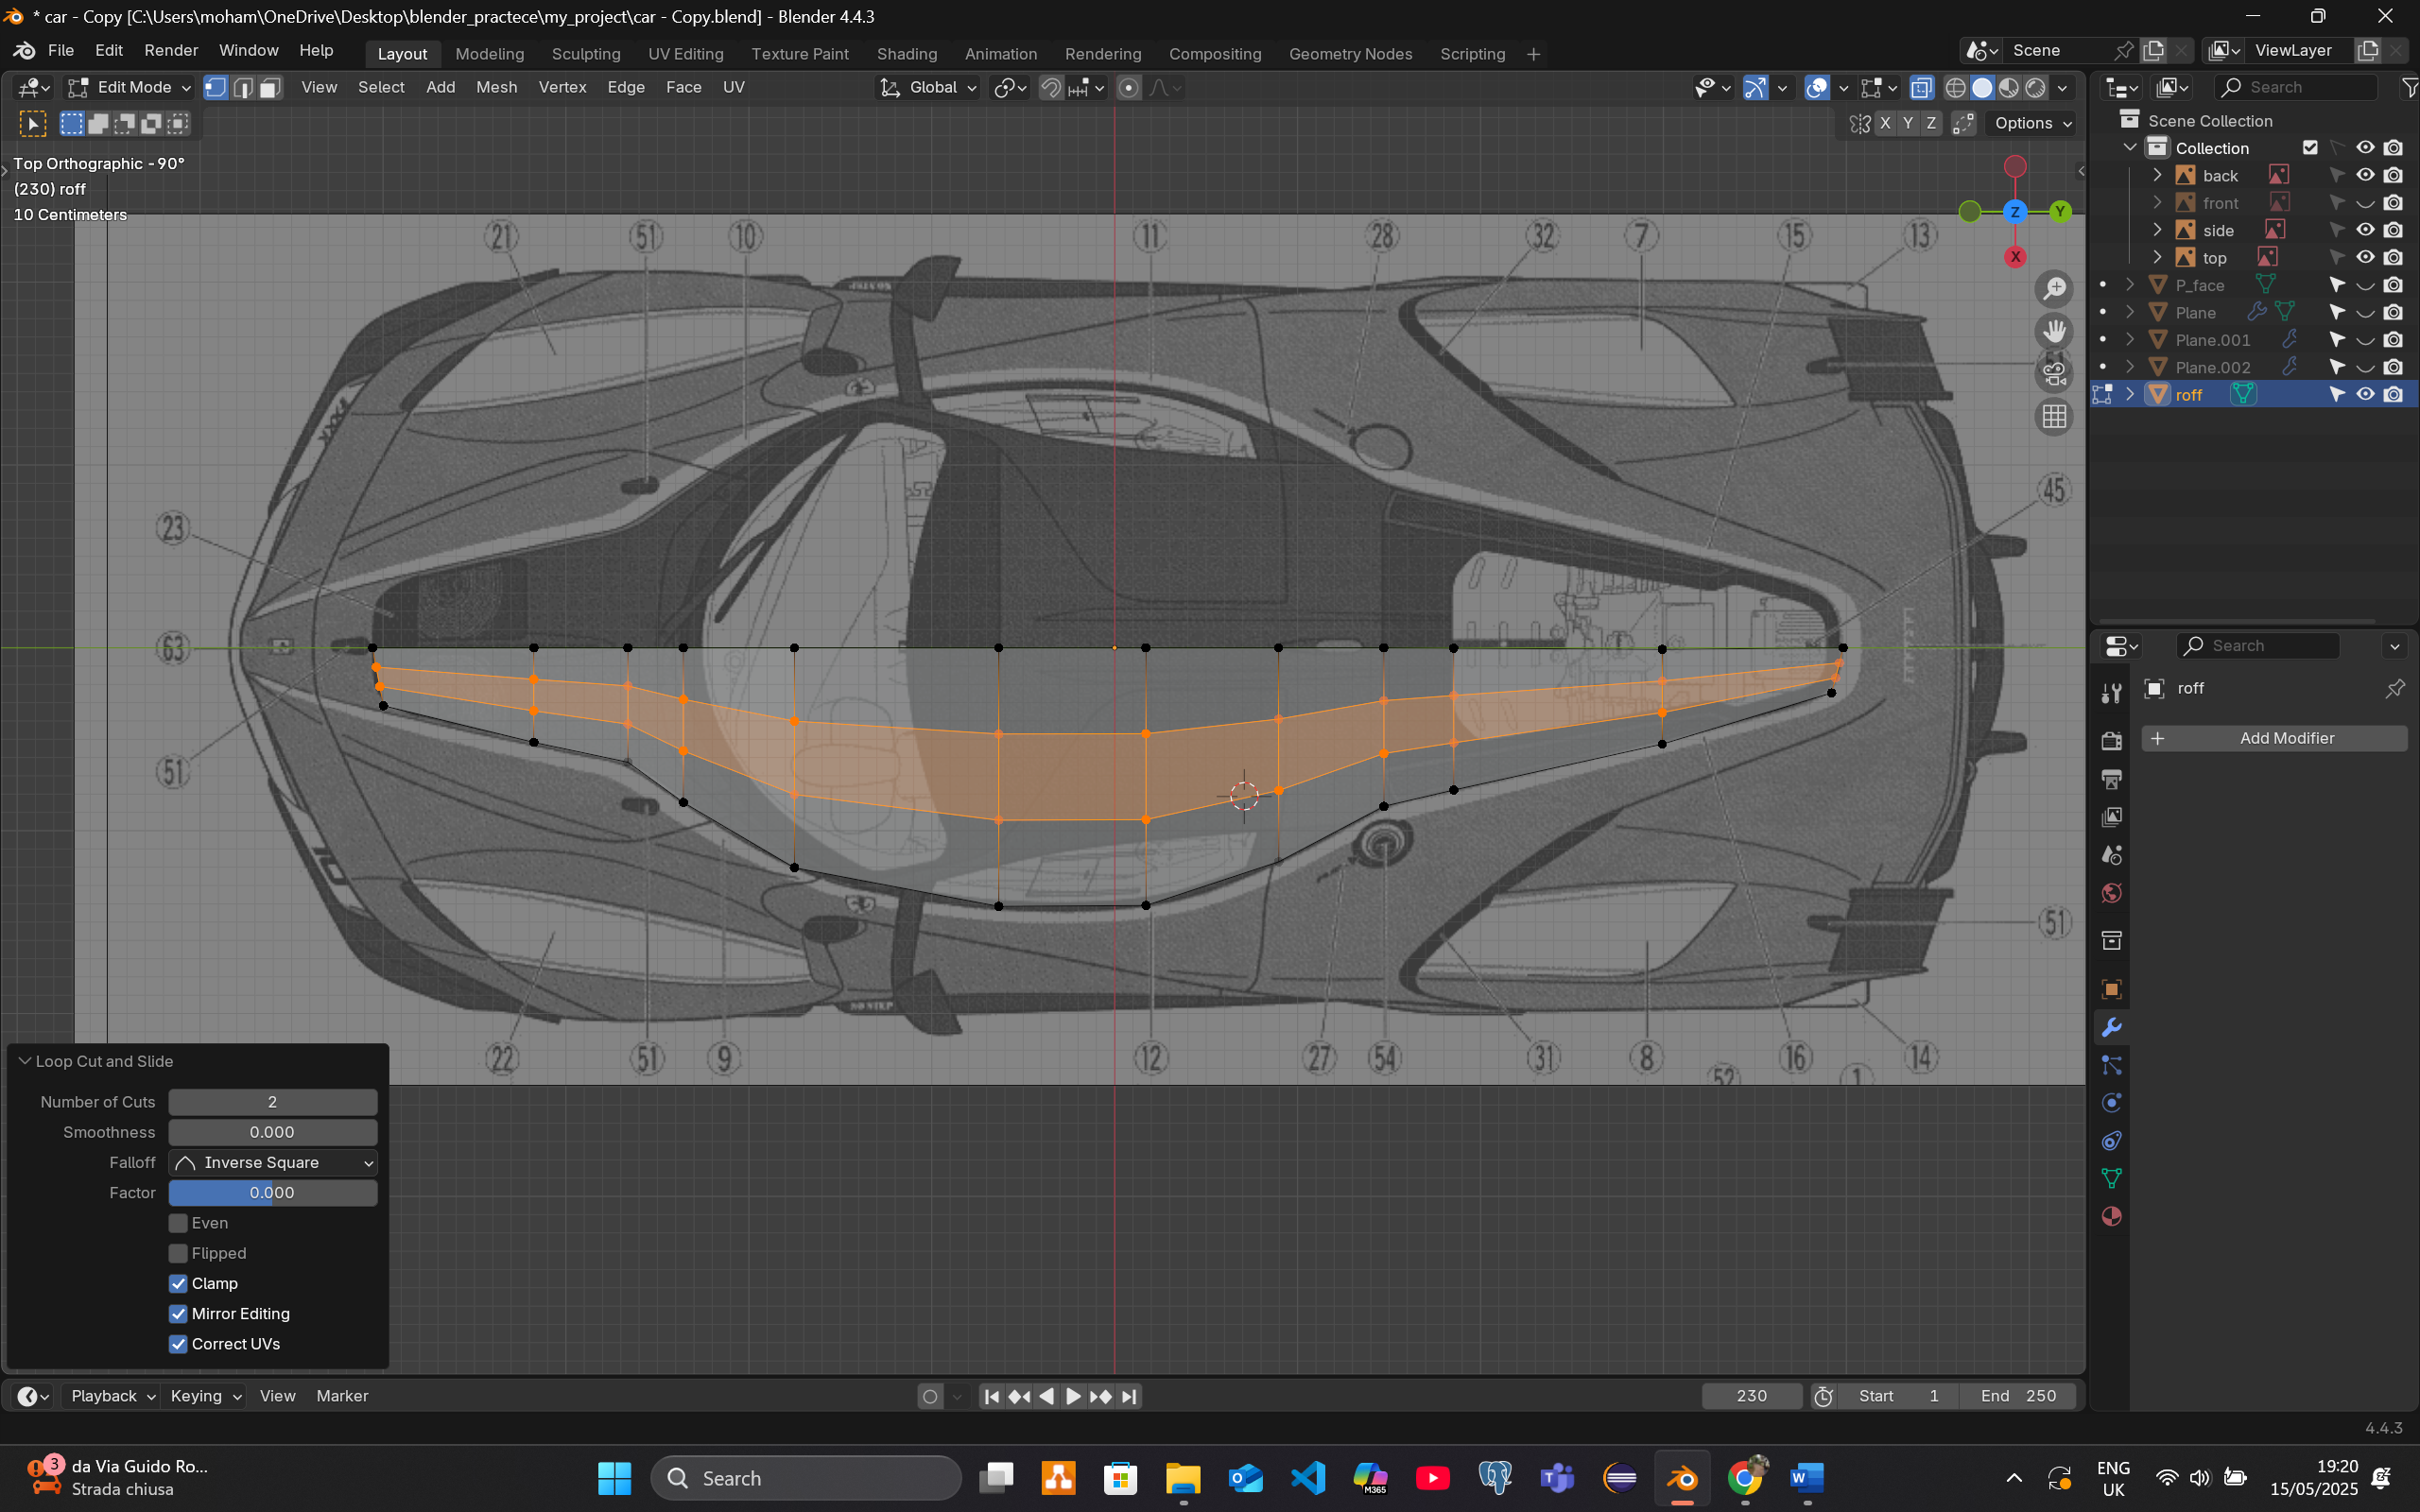 * car - Copy [C:\Users\moham\OneDrive\Desktop\blender_practece\my_project\car - Copy.blend] - Blender 4.4.3
File Edit Render Window Help Layout Modeling Sculpting UV Editing Texture Paint Shading Animation Rendering Compositing Geometry Nodes Scripting + Scene ViewLayer
Edit Mode View Select Add Mesh Vertex Edge Face UV Global Search
X Y Z Options
Top Orthographic -90°
(230) roff
10 Centimeters
Scene Collection
Collection
back
front
side
top
P_face
Plane
Plane.001
Plane.002
roff
Z Y
X
21 51 10 11 28 32 7 15 13
45
23
63
51
51
22 51 9 12 27 54 31 8 52 16 1 14
Search
roff
+ Add Modifier
Loop Cut and Slide
Number of Cuts 2
Smoothness 0.000
Falloff Inverse Square
Factor 0.000
Even
Flipped
Clamp
Mirror Editing
Correct UVs
Playback Keying View Marker 230 Start 1 End 250
4.4.3
3 da Via Guido Ro...
Strada chiusa
Search
M365
ENG
UK
19:20
15/05/2025